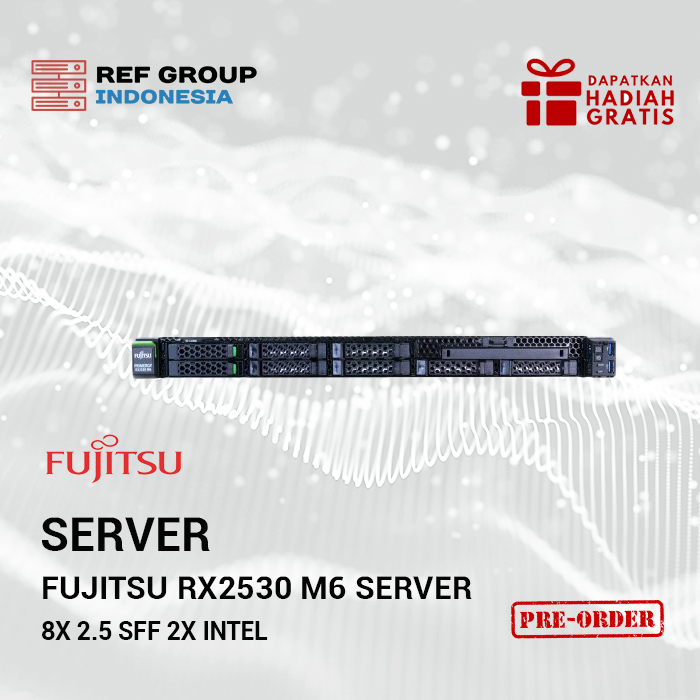 REF GROUP
INDONESIA
DAPATKAN
HADIAH
GRATIS
FUJITSU
FUJITSU
SERVER
FUJITSU RX2530 M6 SERVER
8X 2.5 SFF 2X INTEL
PRE-ORDER